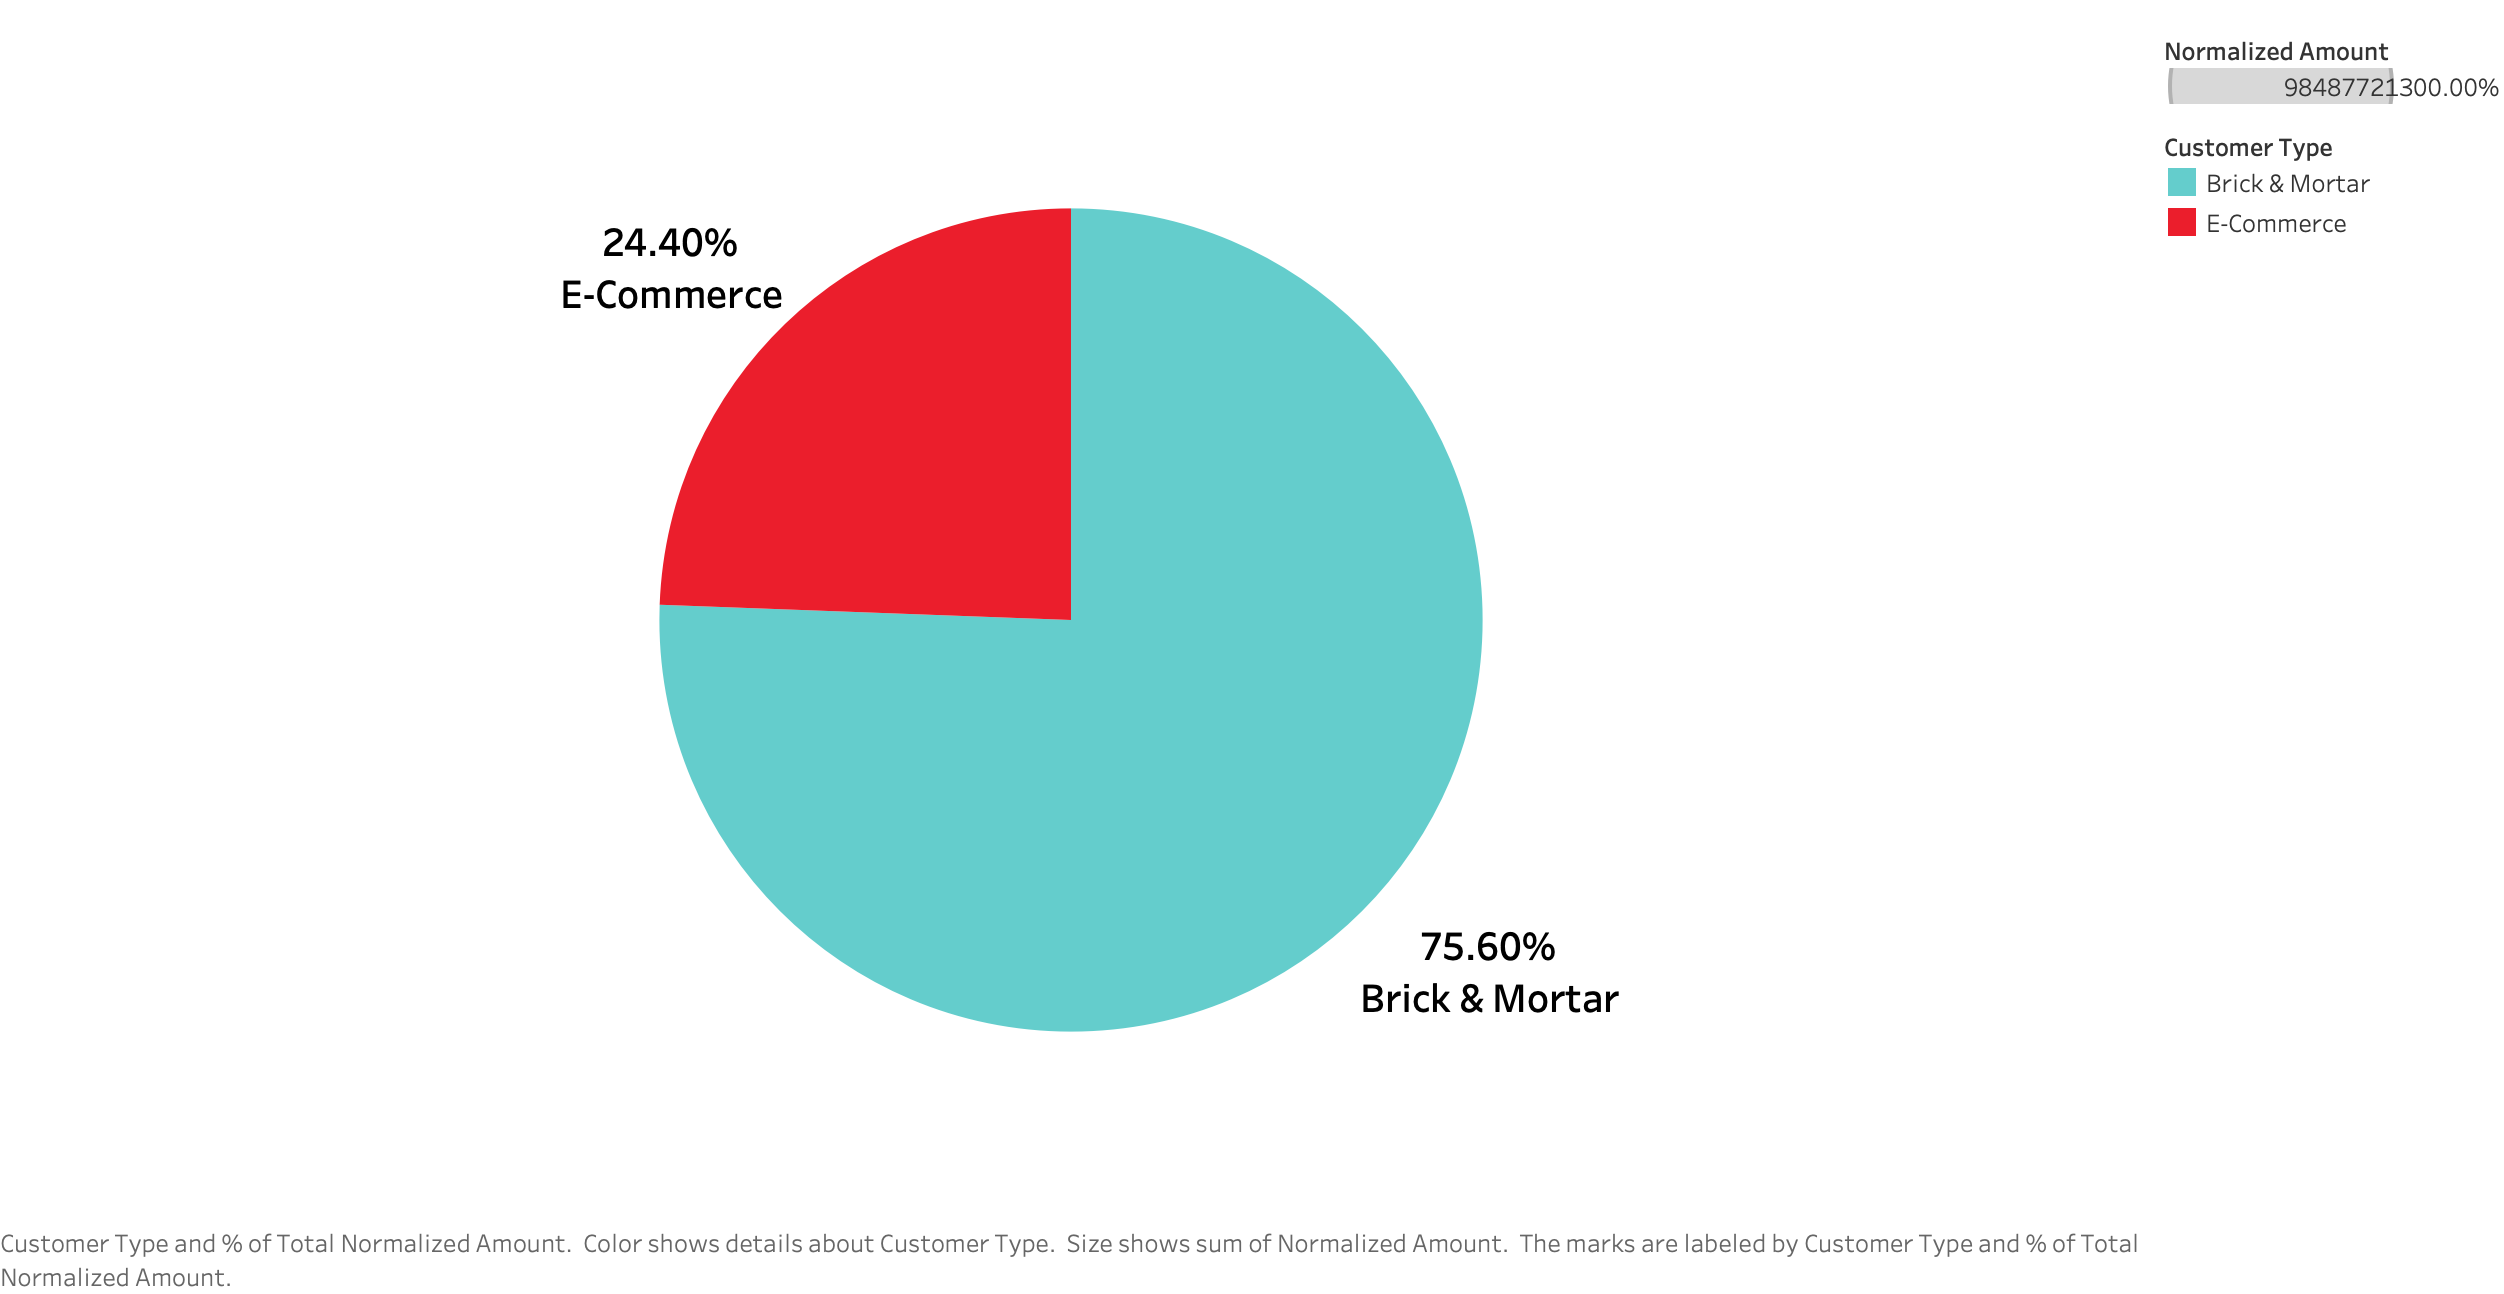 Normalized Amount
98487721300.00%
Customer Type
Brick & Mortar
E-Commerce
24.40%
E-Commerce
75.60%
Brick & Mortar
Customer Type and % of Total Normalized Amount.  Color shows details about Customer Type.  Size shows sum of Normalized Amount.  The marks are labeled by Customer Type and % of Total
Normalized Amount.